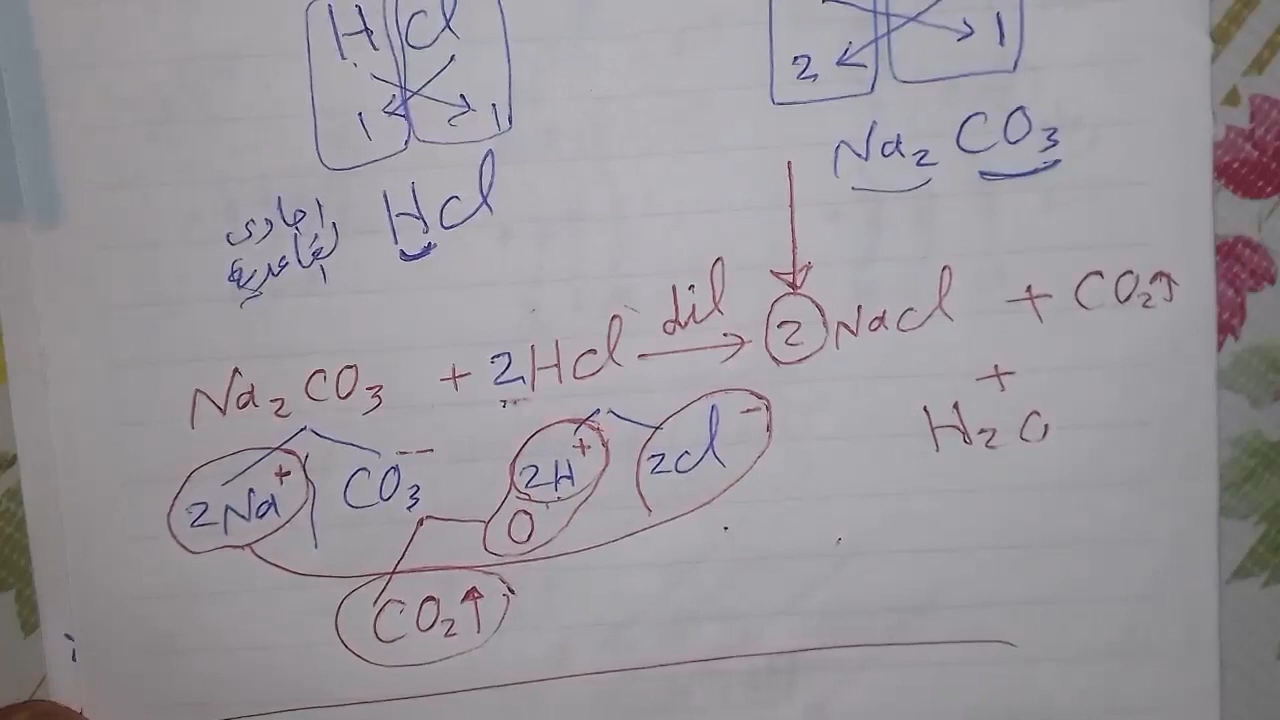 H Cl
1 1
2 1
Na₂ CO₃
HCl
احادى
القاعدية
Na₂CO₃ + 2HCl dil → 2 NaCl + CO₂↑
+
H₂O
2Na⁺ CO₃⁻⁻ 2H⁺ 2Cl⁻
O
CO₂↑